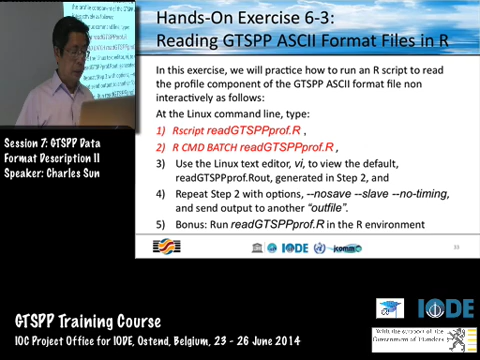 Hands-On Exercise 6-3:
Reading GTSPP ASCII Format Files in R
In this exercise, we will practice how to run an R script to read
the profile component of the GTSPP ASCII format file non
interactively as follows:
At the Linux command line, type:
1) Rscript readGTSPPprof.R ,
2) R CMD BATCH readGTSPPprof.R ,
3) Use the Linux text editor, vi, to view the default,
readGTSPPprof.Rout, generated in Step 2, and
4) Repeat Step 2 with options, --nosave --slave --no-timing,
and send output to another "outfile".
5) Bonus: Run readGTSPPprof.R in the R environment
IODE
jcomm
Session 7: GTSPP Data
Format Description II
Speaker: Charles Sun
GTSPP Training Course
IOC Project Office for IODE, Ostend, Belgium, 23 - 26 June 2014
IODE
With the support of the
Government of Flanders